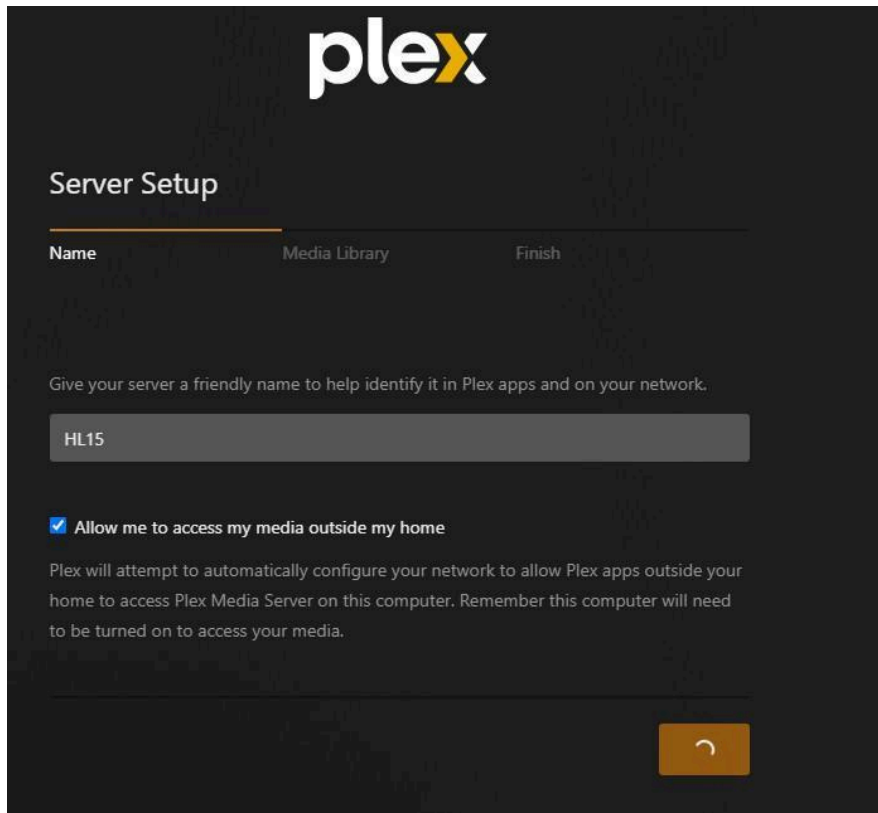 plex
Server Setup
Name Media Library Finish
Give your server a friendly name to help identify it in Plex apps and on your network.
HL15
Allow me to access my media outside my home
Plex will attempt to automatically configure your network to allow Plex apps outside your
home to access Plex Media Server on this computer. Remember this computer will need
to be turned on to access your media.